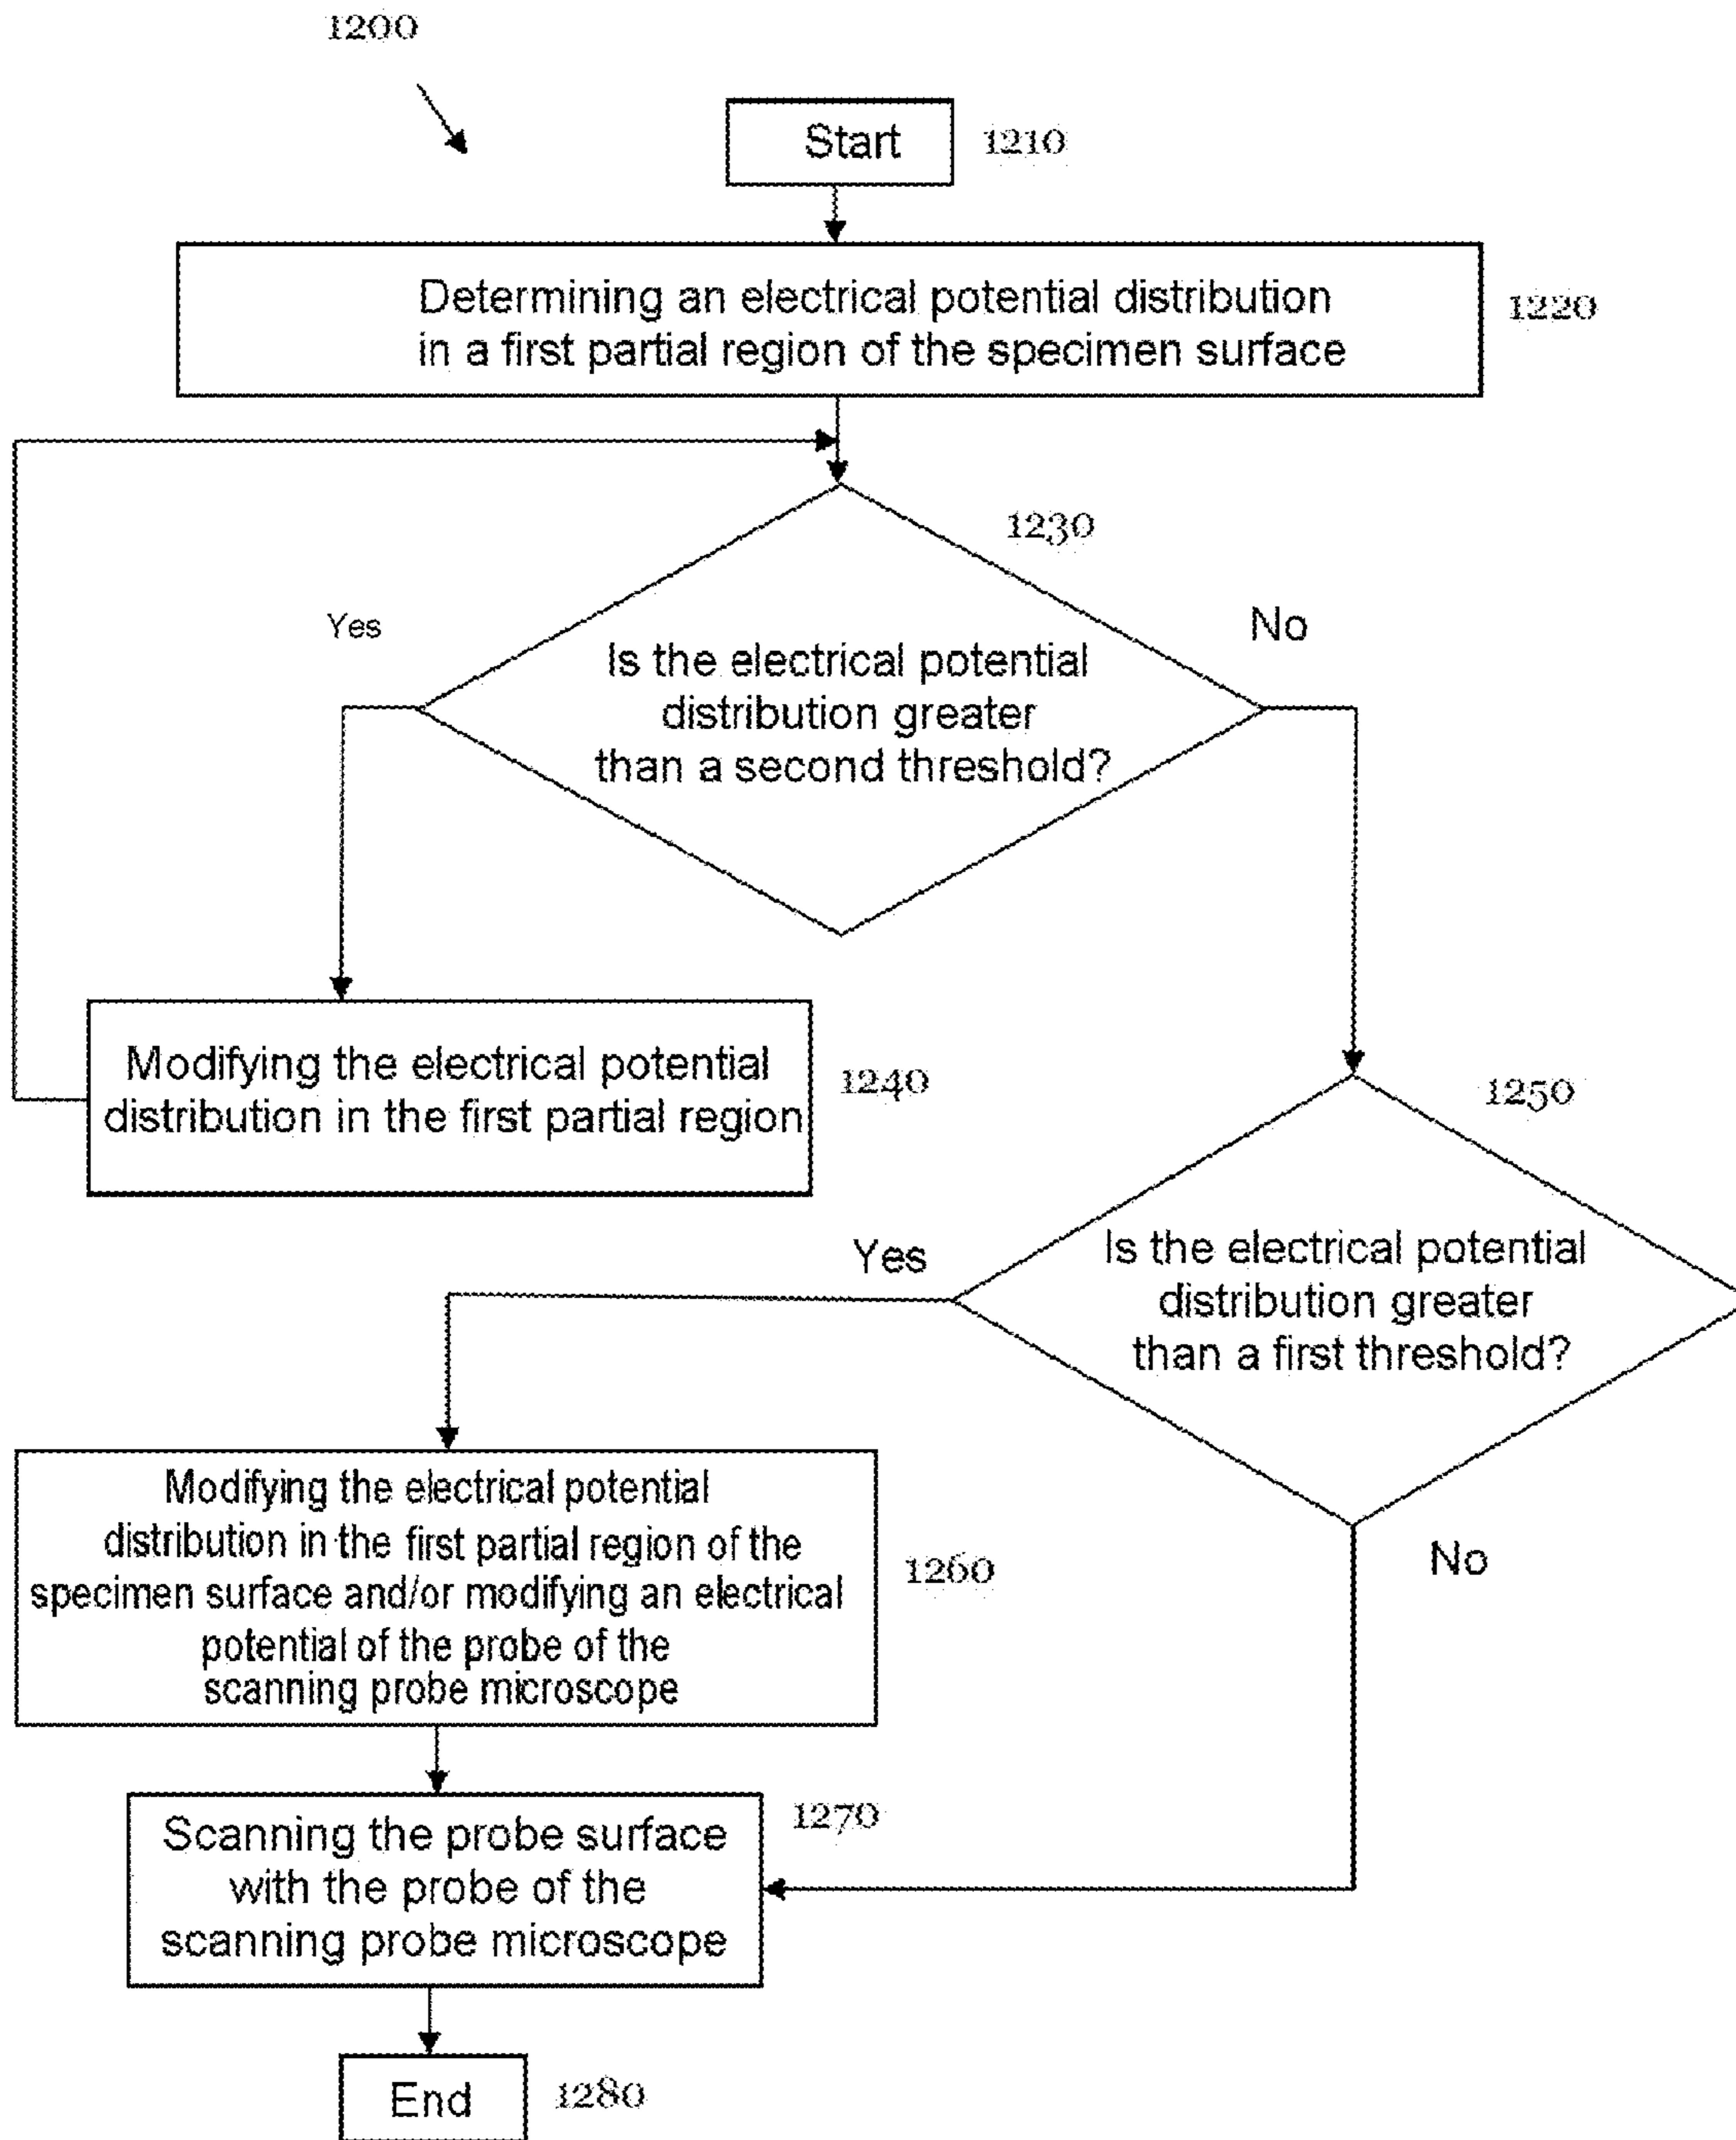 1200
Start
1210
Determining an electrical potential distribution
in a first partial region of the specimen surface
1220
1230
Yes
No
Is the electrical potential
distribution greater
than a second threshold?
Modifying the electrical potential
distribution in the first partial region
1240
1250
Yes
Is the electrical potential
distribution greater
than a first threshold?
No
Modifying the electrical potential
distribution in the first partial region of the
specimen surface and/or modifying an electrical
potential of the probe of the
scanning probe microscope
1260
Scanning the probe surface
with the probe of the
scanning probe microscope
1270
End
1280